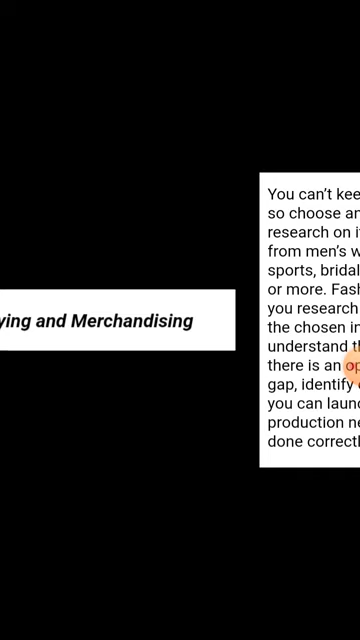 ying and Merchandising
You can't kee
so choose an
research on i
from men's w
sports, bridal
or more. Fash
you research
the chosen in
understand th
there is an op
gap, identify
you can laun
production ne
done correctl